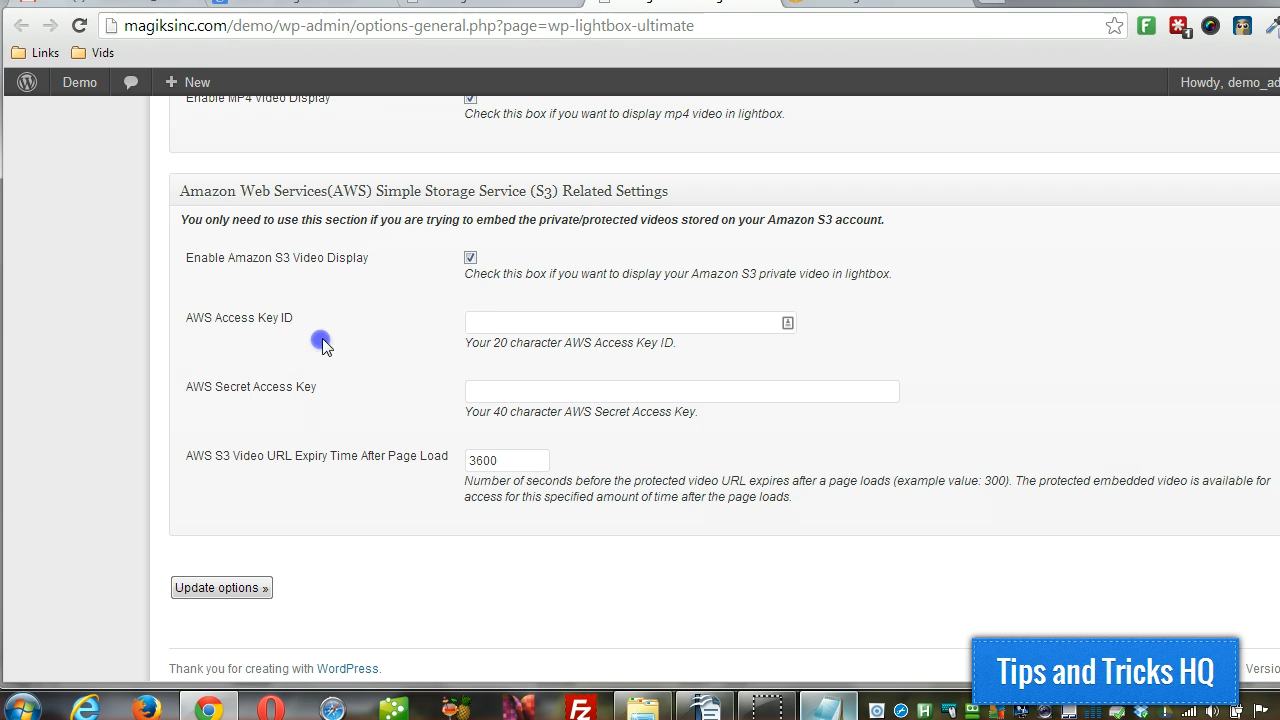 magiksinc.com/demo/wp-admin/options-general.php?page=wp-lightbox-ultimate
Links Vids
Demo New Howdy, demo_ad
Enable MP4 Video Display
Check this box if you want to display mp4 video in lightbox.
Amazon Web Services(AWS) Simple Storage Service (S3) Related Settings
You only need to use this section if you are trying to embed the private/protected videos stored on your Amazon S3 account.
Enable Amazon S3 Video Display
Check this box if you want to display your Amazon S3 private video in lightbox.
AWS Access Key ID
Your 20 character AWS Access Key ID.
AWS Secret Access Key
Your 40 character AWS Secret Access Key.
AWS S3 Video URL Expiry Time After Page Load 3600
Number of seconds before the protected video URL expires after a page loads (example value: 300). The protected embedded video is available for
access for this specified amount of time after the page loads.
Update options »
Thank you for creating with WordPress. Versio
Tips and Tricks HQ